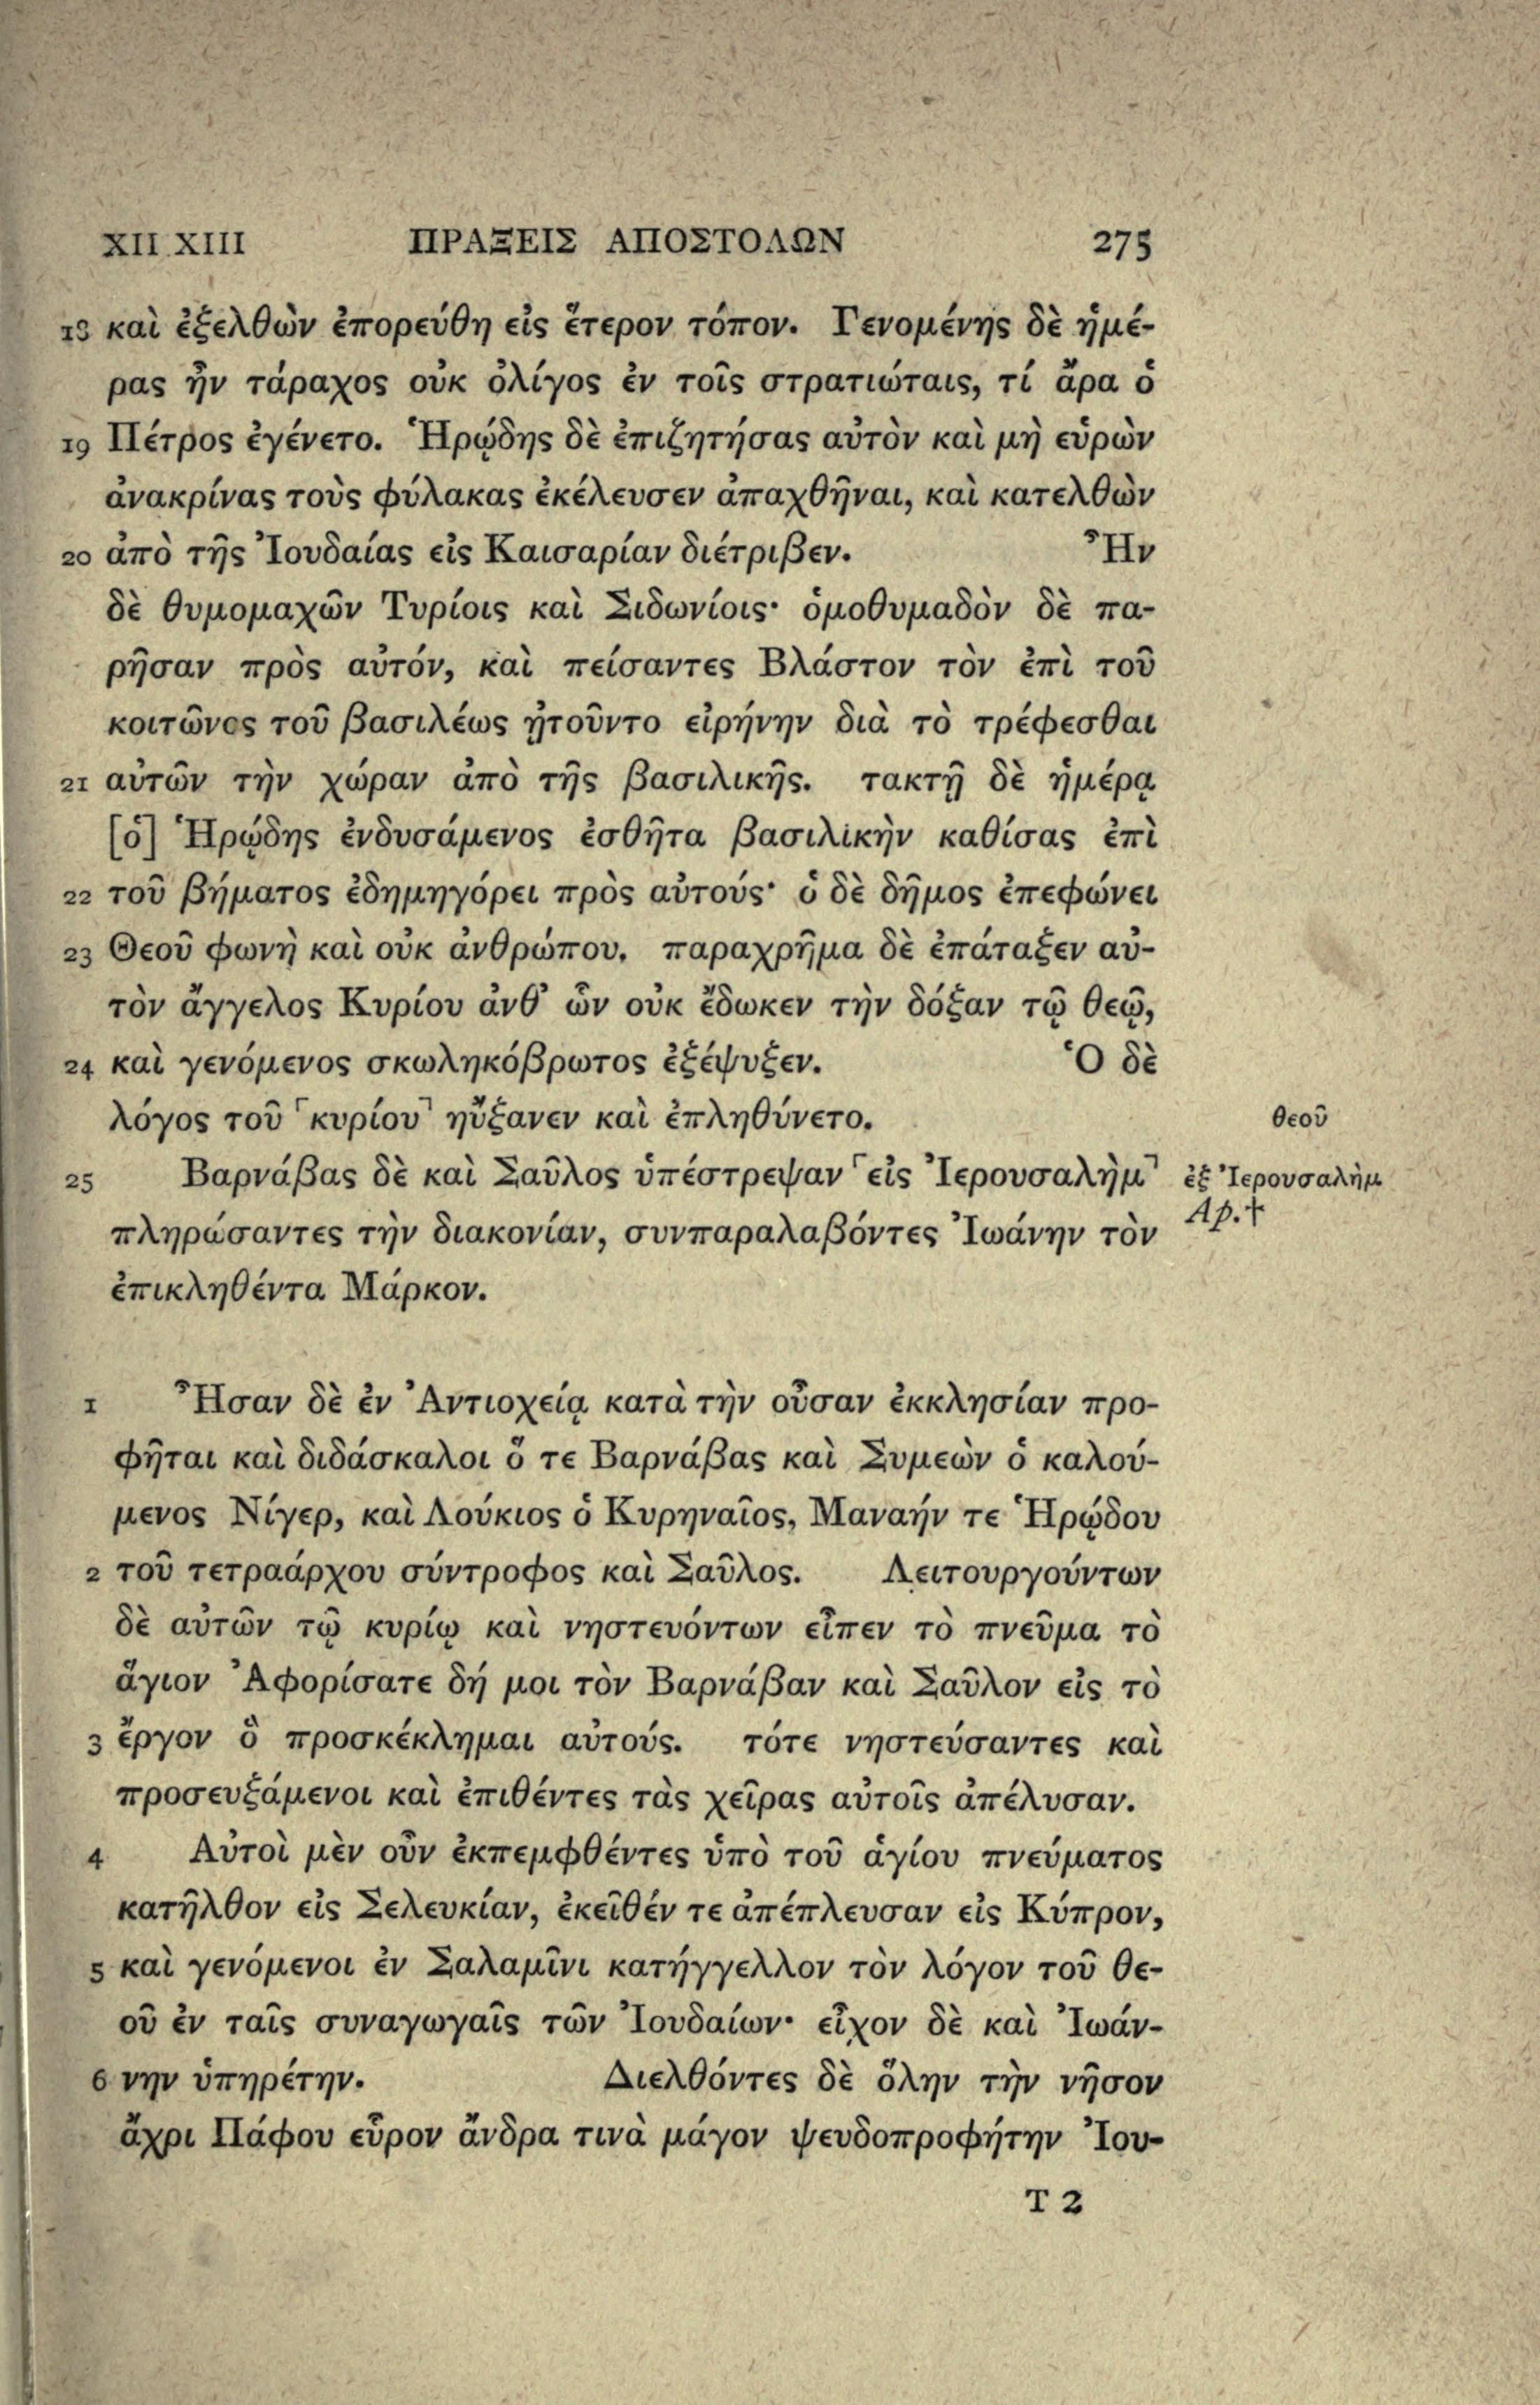 XII XIII ΠΡΑΞΕΙΣ ΑΠΟΣΤΟΛΩΝ 275
18 καὶ ἐξελθὼν ἐπορεύθη εἰς ἕτερον τόπον. Γενομένης δὲ ἡμέ-
ρας ἦν τάραχος οὐκ ὀλίγος ἐν τοῖς στρατιώταις, τί ἄρα ὁ
19 Πέτρος ἐγένετο. Ἡρῴδης δὲ ἐπιζητήσας αὐτὸν καὶ μὴ εὑρὼν
ἀνακρίνας τοὺς φύλακας ἐκέλευσεν ἀπαχθῆναι, καὶ κατελθὼν
20 ἀπὸ τῆς Ἰουδαίας εἰς Καισαρίαν διέτριβεν. Ἦν
δὲ θυμομαχῶν Τυρίοις καὶ Σιδωνίοις· ὁμοθυμαδὸν δὲ πα-
ρῆσαν πρὸς αὐτόν, καὶ πείσαντες Βλάστον τὸν ἐπὶ τοῦ
κοιτῶνος τοῦ βασιλέως ᾐτοῦντο εἰρήνην διὰ τὸ τρέφεσθαι
21 αὐτῶν τὴν χώραν ἀπὸ τῆς βασιλικῆς. τακτῇ δὲ ἡμέρᾳ
[ὁ] Ἡρῴδης ἐνδυσάμενος ἐσθῆτα βασιλικὴν καθίσας ἐπὶ
22 τοῦ βήματος ἐδημηγόρει πρὸς αὐτούς· ὁ δὲ δῆμος ἐπεφώνει
23 Θεοῦ φωνὴ καὶ οὐκ ἀνθρώπου. παραχρῆμα δὲ ἐπάταξεν αὐ-
τὸν ἄγγελος Κυρίου ἀνθ' ὧν οὐκ ἔδωκεν τὴν δόξαν τῷ θεῷ,
24 καὶ γενόμενος σκωληκόβρωτος ἐξέψυξεν. Ὁ δὲ
λόγος τοῦ ⌜κυρίου⌝ ηὔξανεν καὶ ἐπληθύνετο. θεοῦ
25 Βαρνάβας δὲ καὶ Σαῦλος ὑπέστρεψαν ⌜εἰς Ἰερουσαλὴμ⌝ ἐξ Ἰερουσαλὴμ
Ap.†
πληρώσαντες τὴν διακονίαν, συνπαραλαβόντες Ἰωάνην τὸν
ἐπικληθέντα Μάρκον.
1 Ἦσαν δὲ ἐν Ἀντιοχείᾳ κατὰ τὴν οὖσαν ἐκκλησίαν προ-
φῆται καὶ διδάσκαλοι ὅ τε Βαρνάβας καὶ Συμεὼν ὁ καλού-
μενος Νίγερ, καὶ Λούκιος ὁ Κυρηναῖος, Μαναήν τε Ἡρῴδου
2 τοῦ τετραάρχου σύντροφος καὶ Σαῦλος. Λειτουργούντων
δὲ αὐτῶν τῷ κυρίῳ καὶ νηστευόντων εἶπεν τὸ πνεῦμα τὸ
ἅγιον Ἀφορίσατε δή μοι τὸν Βαρνάβαν καὶ Σαῦλον εἰς τὸ
3 ἔργον ὃ προσκέκλημαι αὐτούς. τότε νηστεύσαντες καὶ
προσευξάμενοι καὶ ἐπιθέντες τὰς χεῖρας αὐτοῖς ἀπέλυσαν.
4 Αὐτοὶ μὲν οὖν ἐκπεμφθέντες ὑπὸ τοῦ ἁγίου πνεύματος
κατῆλθον εἰς Σελευκίαν, ἐκεῖθέν τε ἀπέπλευσαν εἰς Κύπρον,
5 καὶ γενόμενοι ἐν Σαλαμῖνι κατήγγελλον τὸν λόγον τοῦ θε-
οῦ ἐν ταῖς συναγωγαῖς τῶν Ἰουδαίων· εἶχον δὲ καὶ Ἰωάν-
6 νην ὑπηρέτην. Διελθόντες δὲ ὅλην τὴν νῆσον
ἄχρι Πάφου εὗρον ἄνδρα τινὰ μάγον ψευδοπροφήτην Ἰου-
T 2